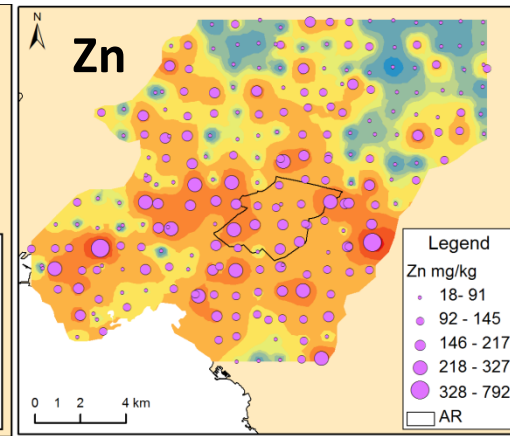 N
Zn
Legend
Zn mg/kg
18- 91
92 - 145
146 - 217
218 - 327
328 - 792
AR
0 1 2 4 km